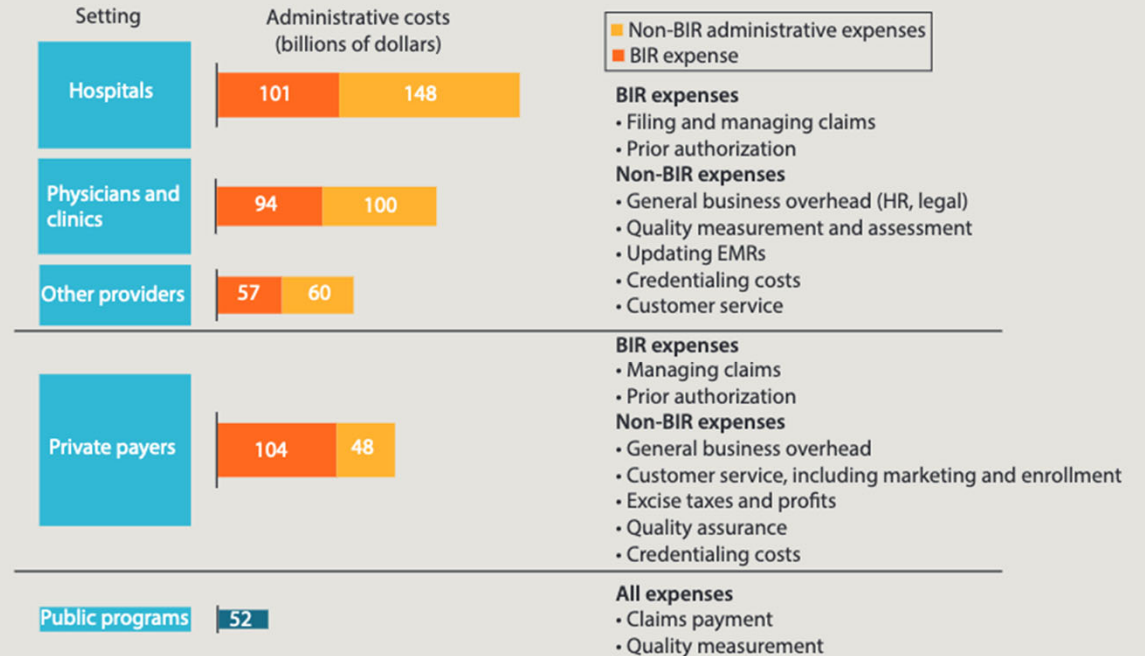 Setting
Administrative costs
(billions of dollars)
Non-BIR administrative expenses
BIR expense
Hospitals
101 148
BIR expenses
• Filing and managing claims
• Prior authorization
Non-BIR expenses
• General business overhead (HR, legal)
• Quality measurement and assessment
• Updating EMRs
• Credentialing costs
• Customer service
Physicians and
clinics
94 100
Other providers
57 60
Private payers
104 48
BIR expenses
• Managing claims
• Prior authorization
Non-BIR expenses
• General business overhead
• Customer service, including marketing and enrollment
• Excise taxes and profits
• Quality assurance
• Credentialing costs
Public programs
52
All expenses
• Claims payment
• Quality measurement